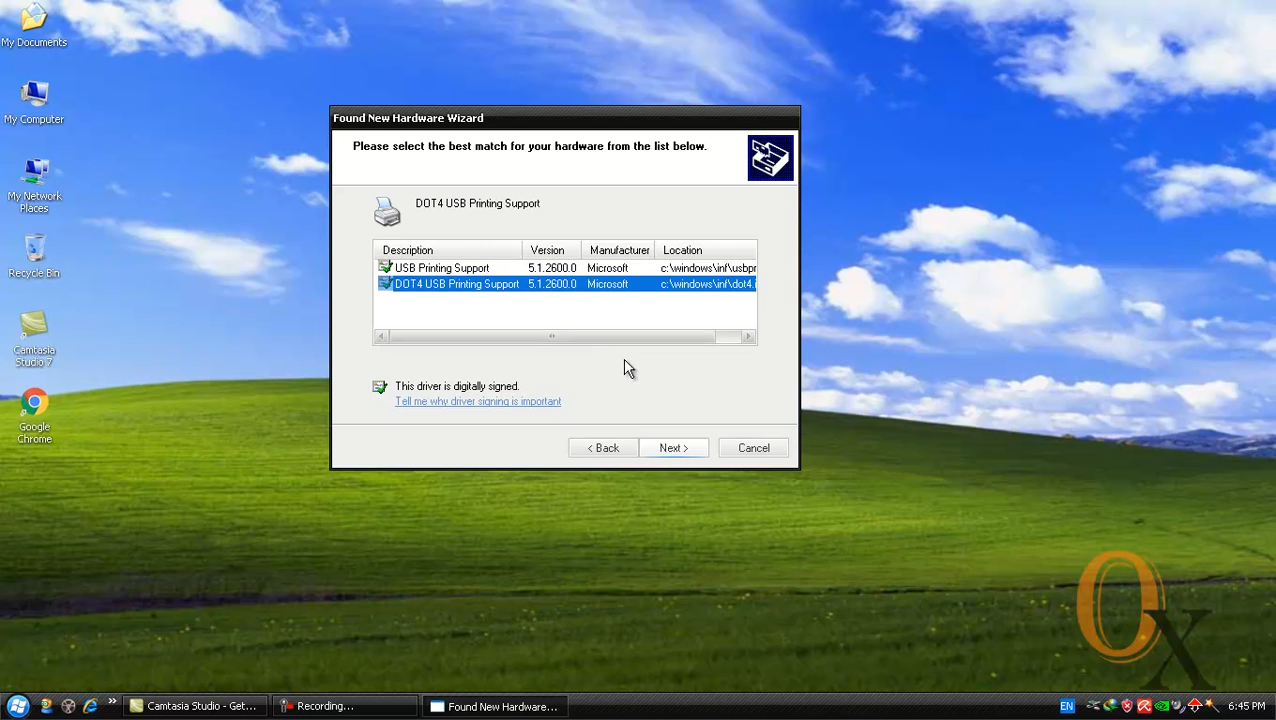 My Documents
My Computer
My Network
Places
Recycle Bin
Camtasia
Studio 7
Google
Chrome
Found New Hardware Wizard
Please select the best match for your hardware from the list below.
DOT4 USB Printing Support
Description Version Manufacturer Location
USB Printing Support 5.1.2600.0 Microsoft c:\windows\inf\usbpr
DOT4 USB Printing Support 5.1.2600.0 Microsoft c:\windows\inf\dot4.i
This driver is digitally signed.
Tell me why driver signing is important
< Back Next > Cancel
OX
Camtasia Studio - Get... Recording... Found New Hardware... EN 6:45 PM